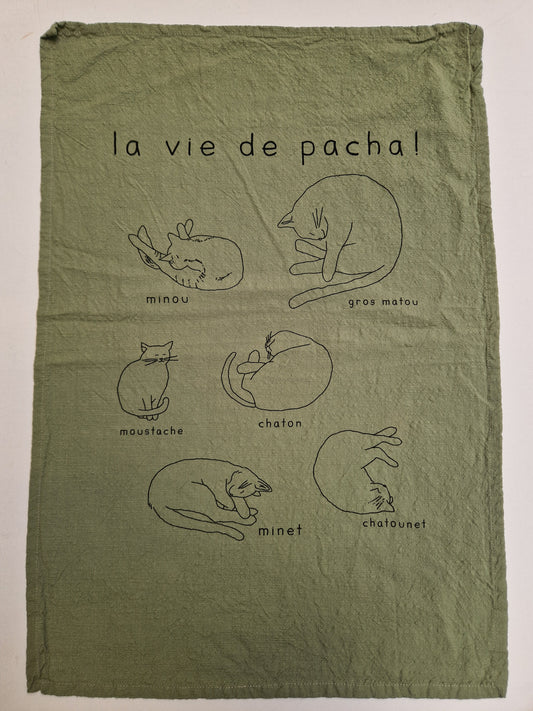 la vie de pacha!
minou
gros matou
moustache
chaton
minet
chatounet